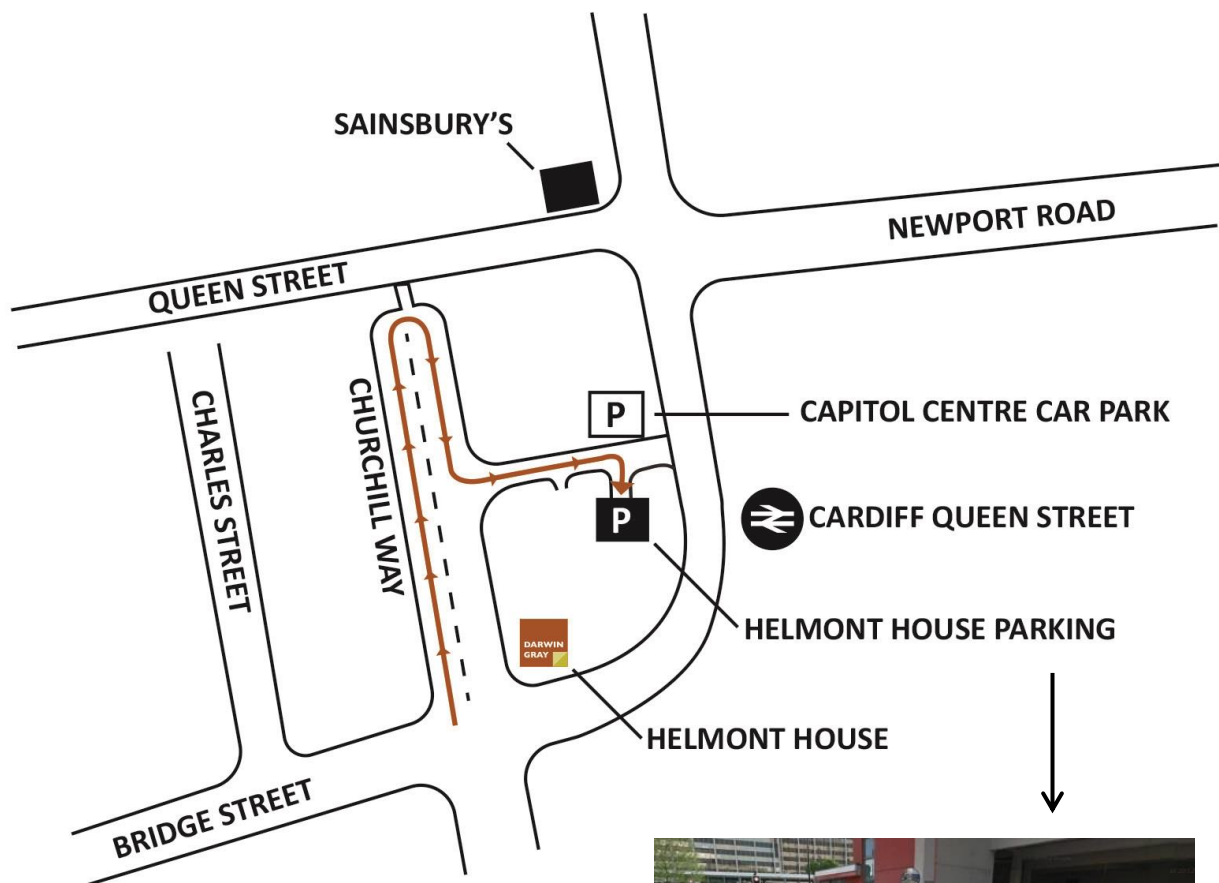 SAINSBURY'S
NEWPORT ROAD
QUEEN STREET
CHARLES STREET
CHURCHILL WAY
P
CAPITOL CENTRE CAR PARK
P
CARDIFF QUEEN STREET
HELMONT HOUSE PARKING
DARWIN
GRAY
HELMONT HOUSE
BRIDGE STREET